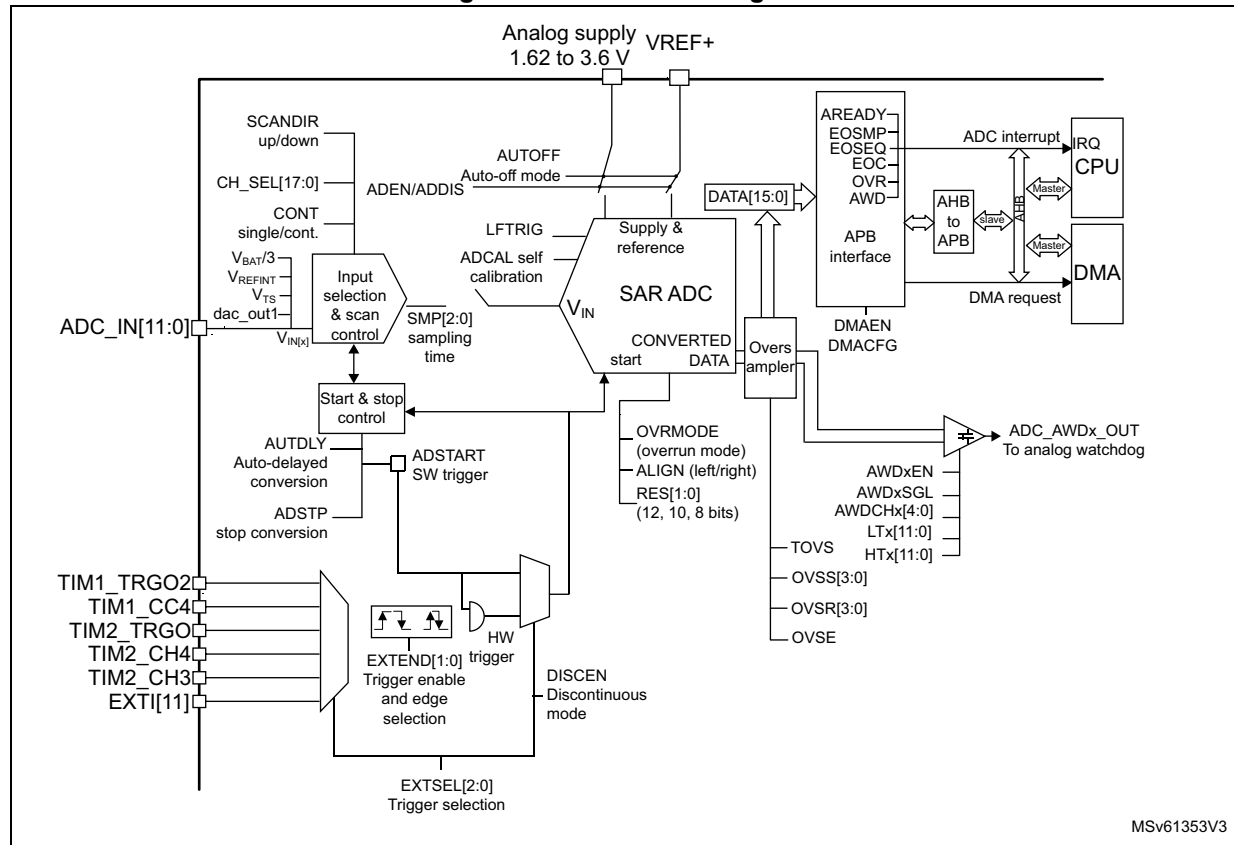 Analog supply
1.62 to 3.6 V
VREF+
SCANDIR
up/down
CH_SEL[17:0]
CONT
single/cont.
VBAT/3
VREFINT
VTS
dac_out1
ADC_IN[11:0]
VIN[x]
Input
selection
& scan
control
SMP[2:0]
sampling
time
AUTOFF
Auto-off mode
ADEN/ADDIS
LFTRIG
ADCAL self
calibration
Supply &
reference
SAR ADC
VIN
CONVERTED
DATA
start
DATA[15:0]
AREADY
EOSMP
EOSEQ
EOC
OVR
AWD
APB
interface
DMAEN
DMACFG
AHB
to
APB
slave
AHB
ADC interrupt
IRQ
CPU
Master
Master
DMA
DMA request
Overs
ampler
Start & stop
control
AUTDLY
Auto-delayed
conversion
ADSTP
stop conversion
ADSTART
SW trigger
OVRMODE
(overrun mode)
ALIGN (left/right)
RES[1:0]
(12, 10, 8 bits)
ADC_AWDx_OUT
To analog watchdog
AWDxEN
AWDxSGL
AWDCHx[4:0]
LTx[11:0]
HTx[11:0]
TOVS
OVSS[3:0]
OVSR[3:0]
OVSE
TIM1_TRGO2
TIM1_CC4
TIM2_TRGO
TIM2_CH4
TIM2_CH3
EXTI[11]
HW
trigger
EXTEND[1:0]
Trigger enable
and edge
selection
DISCEN
Discontinuous
mode
EXTSEL[2:0]
Trigger selection
MSv61353V3